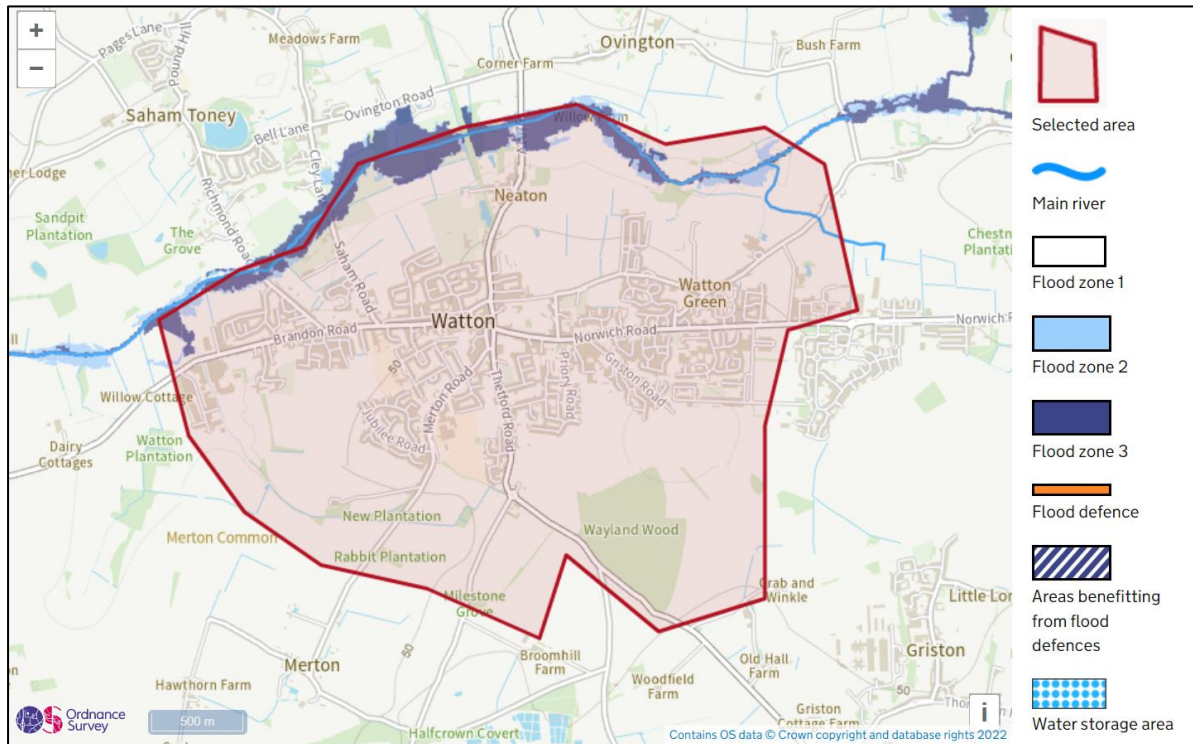 +
−
Pages Lane
Pound Hill
Meadows Farm
Ovington
Bush Farm
Corner Farm
Ovington Road
Saham Toney
Bell Lane
Cley Lane
Willow Farm
Lodge
Richmond Road
Neaton
Sandpit
Plantation
The
Grove
Saham Road
Watton
Green
Watton
Brandon Road
Norwich Road
Norwich
Griston Road
Priory Road
50
Merton Road
Thetford Road
Jubilee Road
Willow Cottage
Dairy
Cottages
Watton
Plantation
New Plantation
Merton Common
Rabbit Plantation
Wayland Wood
Milestone
Grove
Crab and
Winkle
Merton
50
Broomhill
Farm
Old Hall
Farm
Woodfield
Farm
Griston
Hawthorn Farm
50
Griston
Cottage Farm
Halfcroft Covert
Ordnance
Survey
500 m
i
Contains OS data © Crown copyright and database rights 2022
Selected area
Main river
Flood zone 1
Flood zone 2
Flood zone 3
Flood defence
Areas benefitting
from flood
defences
Water storage area